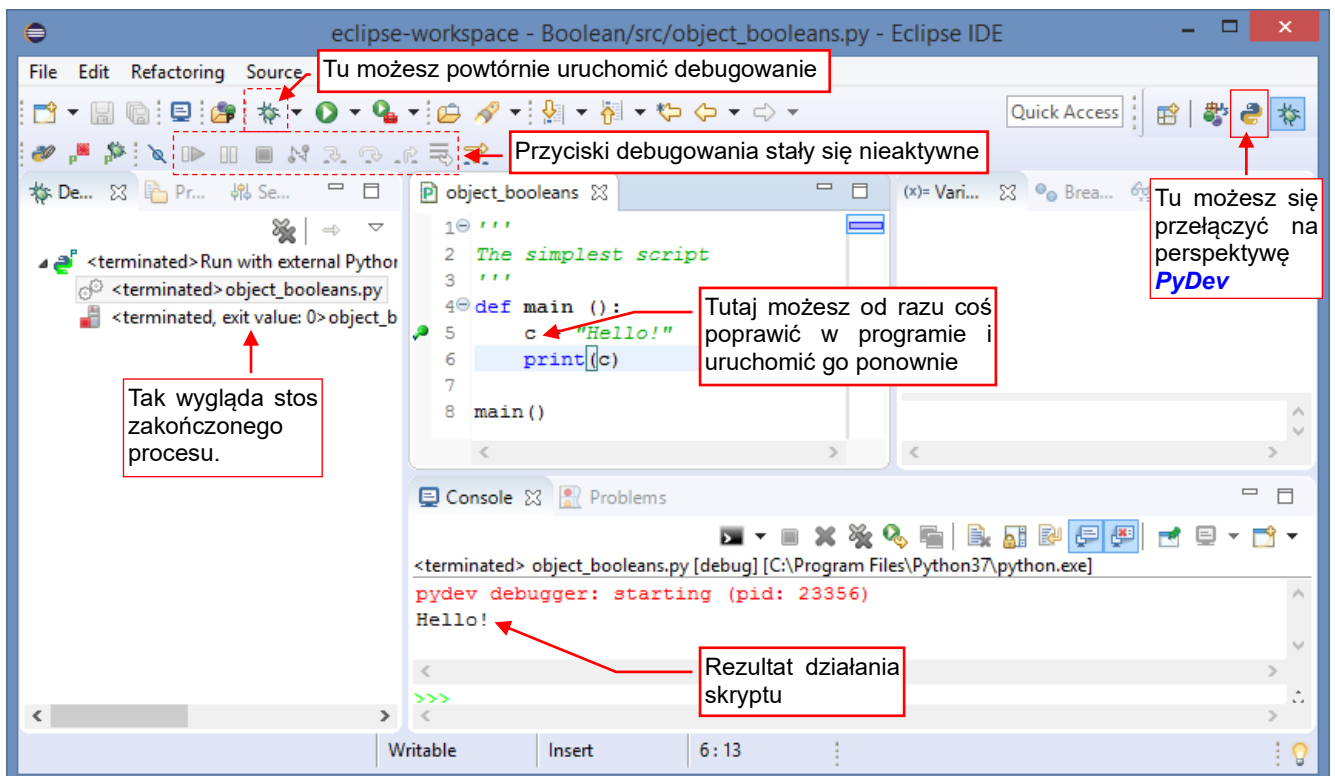 eclipse-workspace - Boolean/src/object_booleans.py - Eclipse IDE
File Edit Refactoring Source
Tu możesz powtórnie uruchomić debugowanie
Quick Access
Przyciski debugowania stały się nieaktywne
De... Pr... Se...
object_booleans
(x)= Vari... Brea...
Tu możesz się
przełączyć na
perspektywę
PyDev
<terminated>Run with external Python
<terminated>object_booleans.py
<terminated, exit value: 0>object_b
Tak wygląda stos
zakończonego
procesu.
1 '''
2 The simplest script
3 '''
4 def main ():
5 c "Hello!"
6 print(c)
7
8 main()
Tutaj możesz od razu coś
poprawić w programie i
uruchomić go ponownie
Console Problems
<terminated> object_booleans.py [debug] [C:\Program Files\Python37\python.exe]
pydev debugger: starting (pid: 23356)
Hello!
Rezultat działania
skryptu
>>>
Writable Insert 6 : 13